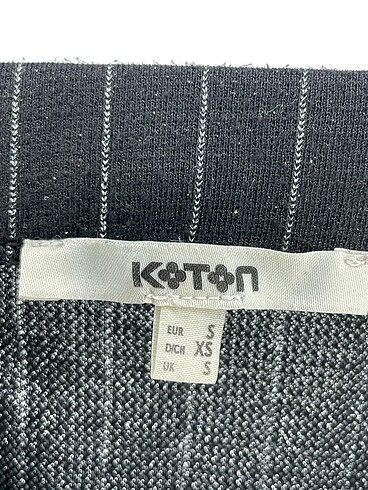 KOTON
EUR S
D/CH XS
UK S